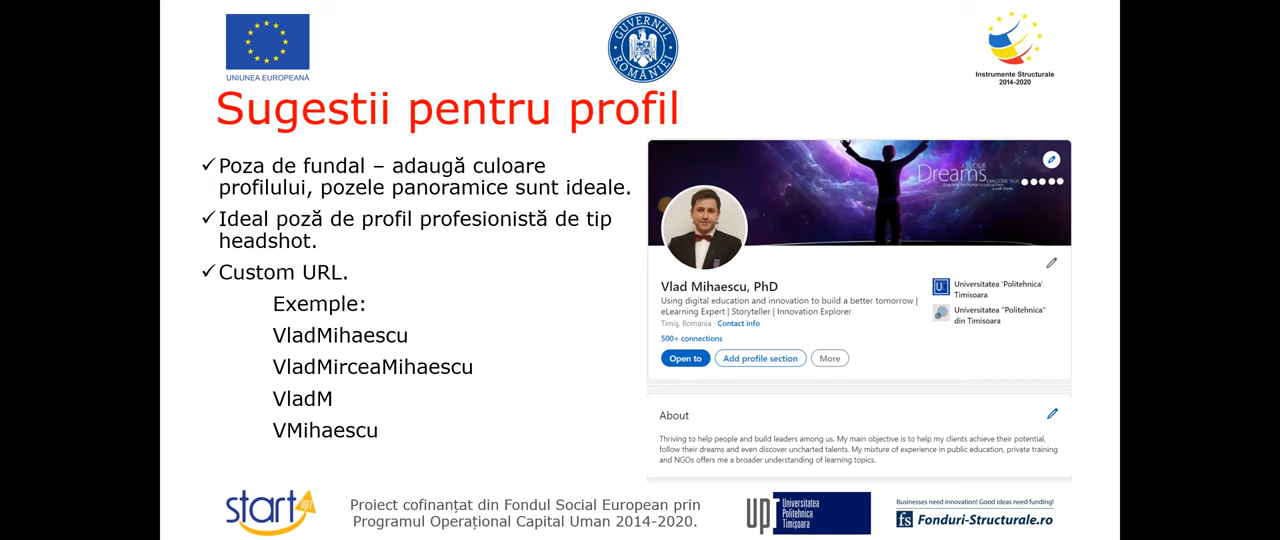 UNIUNEA EUROPEANĂ
GUVERNUL ROMÂNIEI
Instrumente Structurale
2014-2020
Sugestii pentru profil
✓Poza de fundal – adaugă culoare
profilului, pozele panoramice sunt ideale.
✓Ideal poză de profil profesionistă de tip
headshot.
✓Custom URL.
Exemple:
VladMihaescu
VladMirceaMihaescu
VladM
VMihaescu
Dreams
Vlad Mihaescu, PhD
Using digital education and innovation to build a better tomorrow |
eLearning Expert | Storyteller | Innovation Explorer
Timiş, Romania · Contact info
500+ connections
Open to
Add profile section
More
Universitatea 'Politehnica'
Timisoara
Universitatea "Politehnica"
din Timisoara
About
Thriving to help people and build leaders among us. My main objective is to help my clients achieve their potential,
follow their dreams and even discover uncharted talents. My mixture of experience in public education, private training
and NGOs offers me a broader understanding of learning topics.
start
upt
Proiect cofinanțat din Fondul Social European prin
Programul Operațional Capital Uman 2014-2020.
upt
Universitatea
Politehnica
Timișoara
Businesses need innovation! Good ideas need funding!
fs Fonduri-Structurale.ro